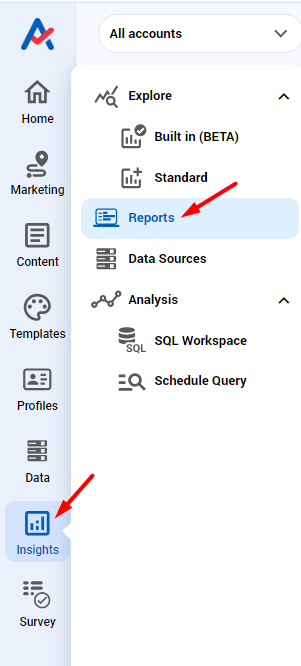 All accounts
Home
Marketing
Content
Templates
Profiles
Data
Insights
Survey
Explore
Built in (BETA)
Standard
Reports
Data Sources
Analysis
SQL
SQL Workspace
Schedule Query